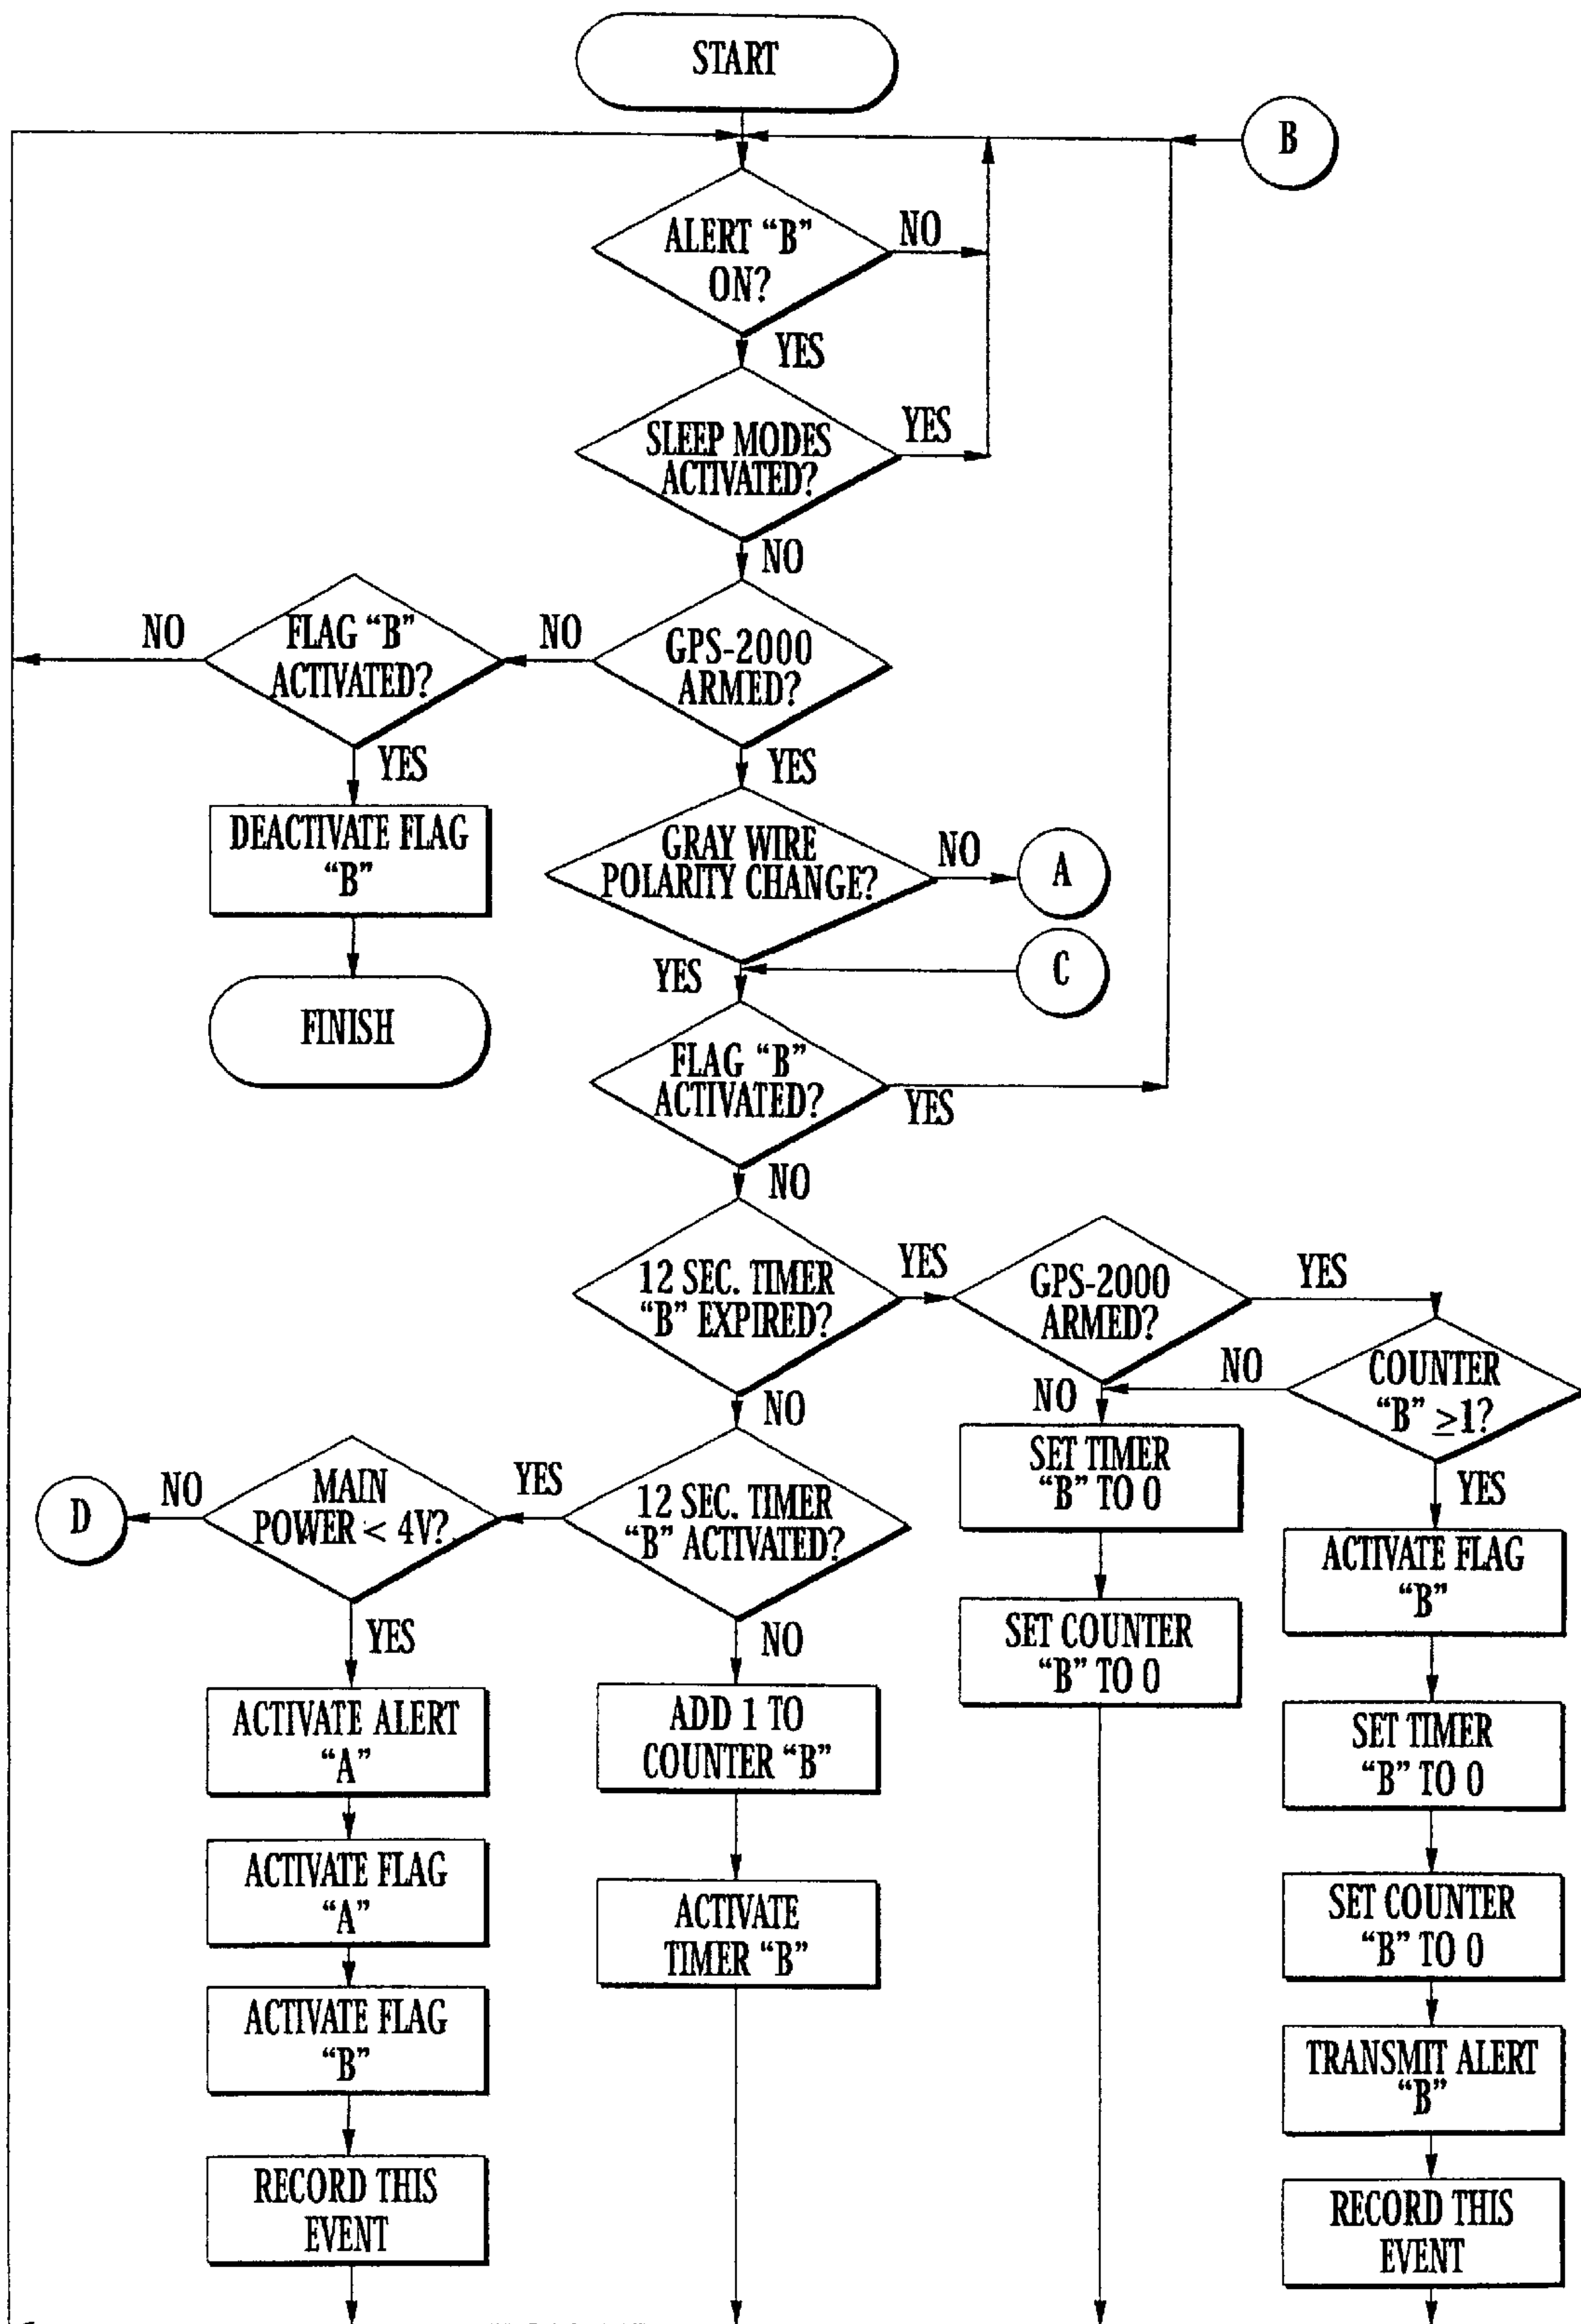 START
B
ALERT “B”
ON?
NO
YES
SLEEP MODES
ACTIVATED?
YES
NO
GPS-2000
ARMED?
NO
FLAG “B”
ACTIVATED?
NO
YES
DEACTIVATE FLAG
“B”
FINISH
YES
GRAY WIRE
POLARITY CHANGE?
NO
A
YES
C
FLAG “B”
ACTIVATED?
YES
NO
12 SEC. TIMER
“B” EXPIRED?
YES
GPS-2000
ARMED?
YES
NO
COUNTER
“B” ≥1?
NO
YES
NO
12 SEC. TIMER
“B” ACTIVATED?
YES
MAIN
POWER < 4V?
NO
D
YES
ACTIVATE ALERT
“A”
ACTIVATE FLAG
“A”
ACTIVATE FLAG
“B”
RECORD THIS
EVENT
NO
ADD 1 TO
COUNTER “B”
ACTIVATE
TIMER “B”
SET TIMER
“B” TO 0
SET COUNTER
“B” TO 0
ACTIVATE FLAG
“B”
SET TIMER
“B” TO 0
SET COUNTER
“B” TO 0
TRANSMIT ALERT
“B”
RECORD THIS
EVENT